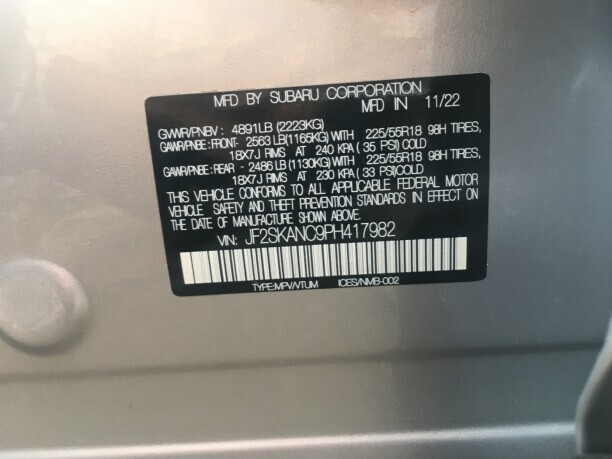 MFD BY SUBARU CORPORATION
MFD IN 11/22
GVWR/PNBV : 4891LB (2223KG)
GAWR/PNBE : FRONT- 2563 LB(1165KG)WITH 225/55R18 98H TIRES,
18X7J RIMS AT 240 KPA ( 35 PSI)COLD
GAWR/PNBE : REAR - 2486 LB (1130KG)WITH 225/55R18 98H TIRES,
18X7J RIMS AT 230 KPA ( 33 PSI)COLD
THIS VEHICLE CONFORMS TO ALL APPLICABLE FEDERAL MOTOR
VEHICLE SAFETY AND THEFT PREVENTION STANDARDS IN EFFECT ON
THE DATE OF MANUFACTURE SHOWN ABOVE.
VIN: JF2SKANC9PH417982
TYPE:MPV/VTUM ICES/NMB-002